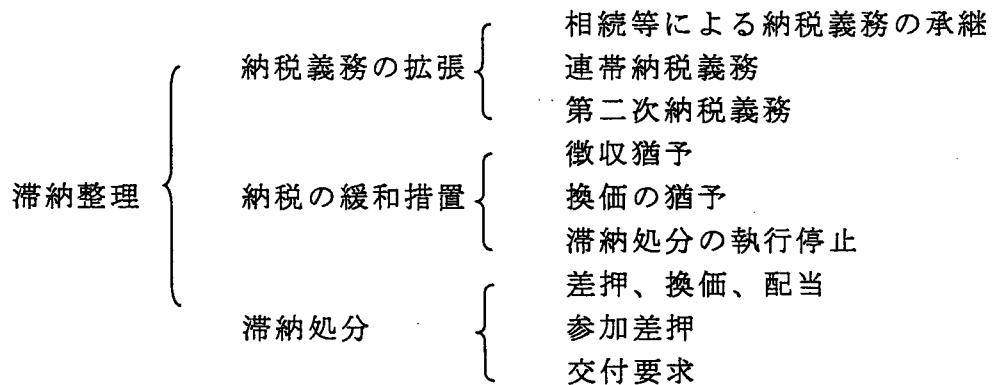 相続等による納税義務の承継
納税義務の拡張
連帯納税義務
第二次納税義務
徴収猶予
滞納整理
納税の緩和措置
換価の猶予
滞納処分の執行停止
差押、換価、配当
滞納処分
参加差押
交付要求